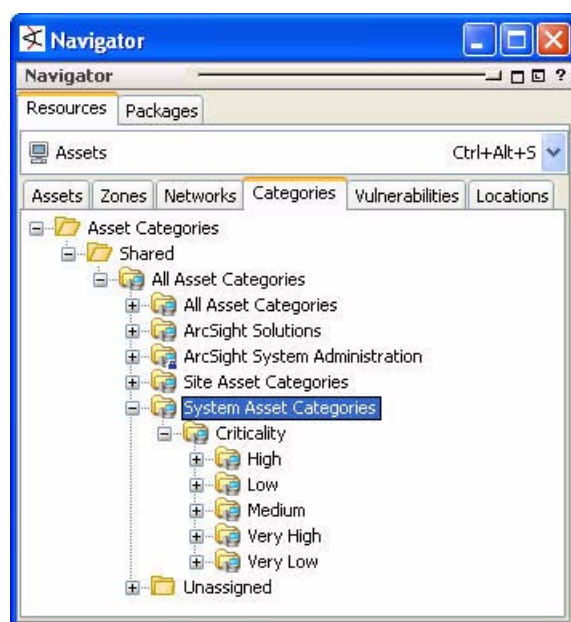 Navigator
Navigator ?
Resources Packages
Assets Ctrl+Alt+S
Assets Zones Networks Categories Vulnerabilities Locations
Asset Categories
Shared
All Asset Categories
All Asset Categories
ArcSight Solutions
ArcSight System Administration
Site Asset Categories
System Asset Categories
Criticality
High
Low
Medium
Very High
Very Low
Unassigned